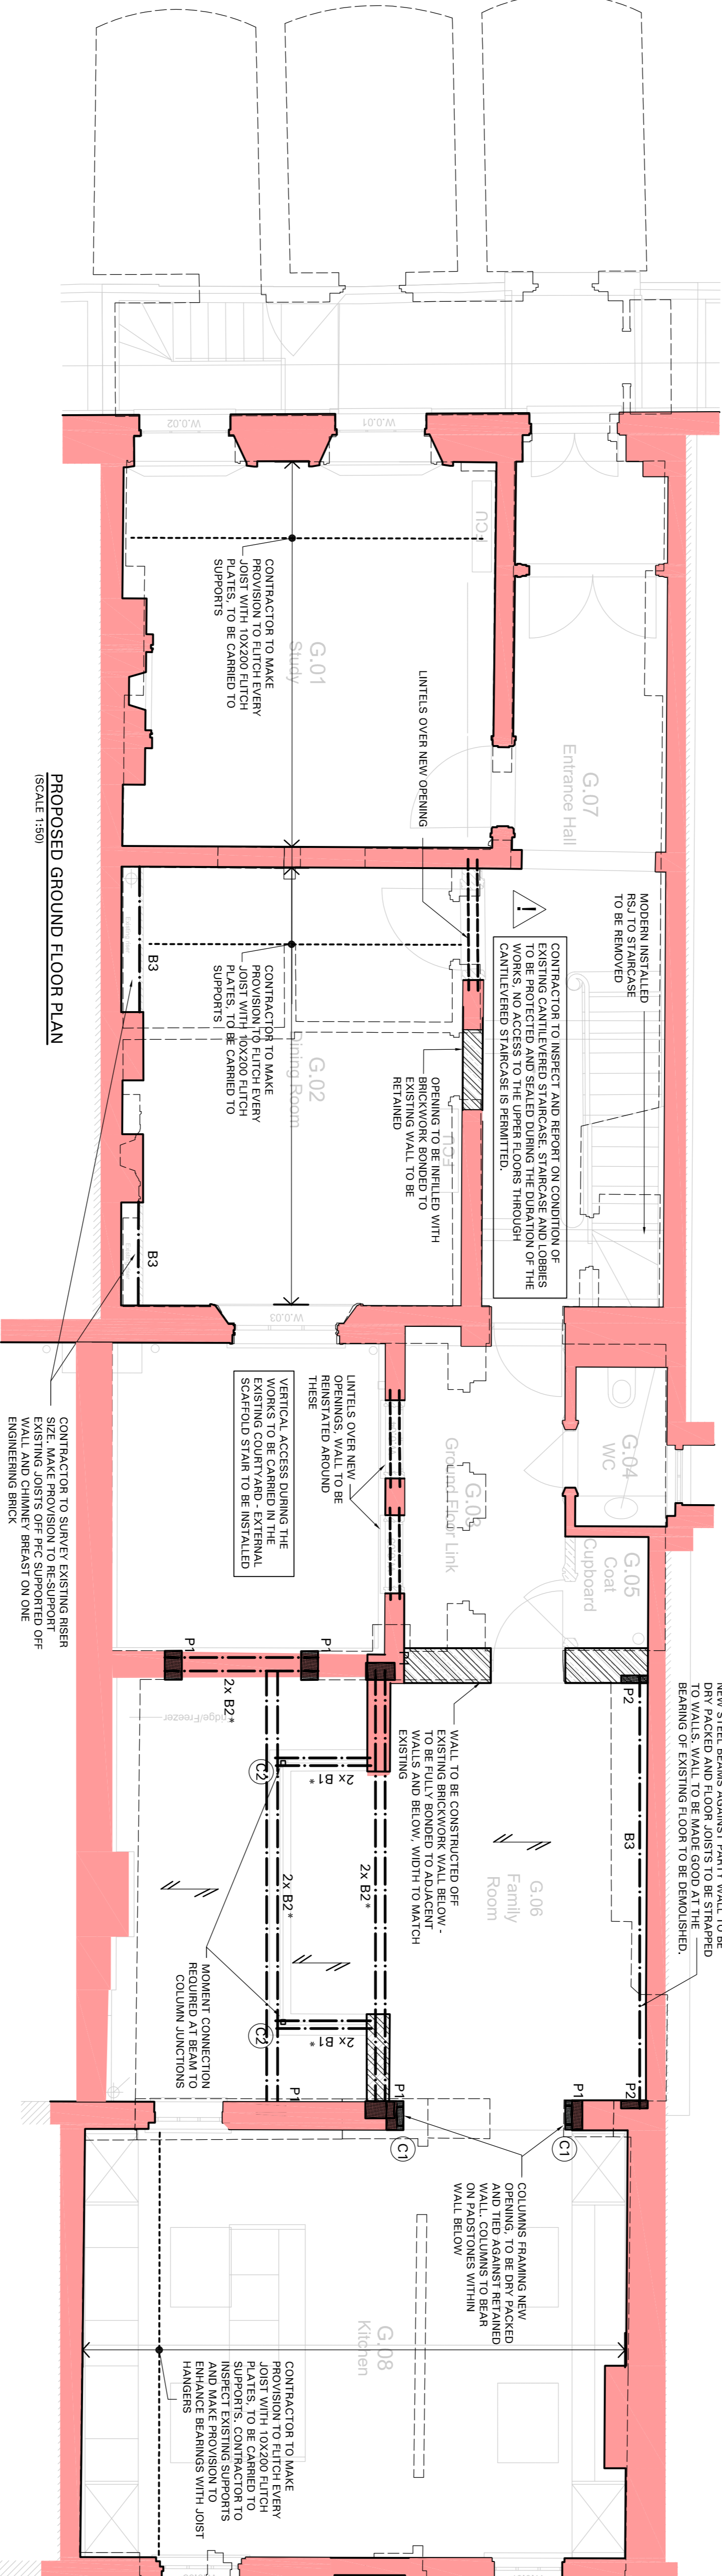 PROPOSED GROUND FLOOR PLAN
(SCALE 1:50)
W.0.02
W.0.01
FCU
G.01
Study
CONTRACTOR TO MAKE
PROVISION TO FLITCH EVERY
JOIST WITH 10X200 FLITCH
PLATES, TO BE CARRIED TO
SUPPORTS
LINTELS OVER NEW OPENING
G.07
Entrance Hall
MODERN INSTALLED
RSJ TO STAIRCASE
TO BE REMOVED
!
CONTRACTOR TO INSPECT AND REPORT ON CONDITION OF
EXISTING CANTILEVERED STAIRCASE. STAIRCASE AND LOBBIES
TO BE PROTECTED AND SEALED DURING THE DURATION OF THE
WORKS. NO ACCESS TO THE UPPER FLOORS THROUGH
CANTILEVERED STAIRCASE IS PERMITTED.
OPENING TO BE INFILLED WITH
BRICKWORK BONDED TO
EXISTING WALL TO BE
RETAINED
FCU
G.02
Dining Room
CONTRACTOR TO MAKE
PROVISION TO FLITCH EVERY
JOIST WITH 10X200 FLITCH
PLATES, TO BE CARRIED TO
SUPPORTS
B3
B3
W.0.03
CONTRACTOR TO SURVEY EXISTING RISER
SIZE. MAKE PROVISION TO RE-SUPPORT
EXISTING JOISTS OFF PFC SUPPORTED OFF
WALL AND CHIMNEY BREAST ON ONE
ENGINEERING BRICK
VERTICAL ACCESS DURING THE
WORKS TO BE CARRIED IN THE
EXISTING COURTYARD - EXTERNAL
SCAFFOLD STAIR TO BE INSTALLED
LINTELS OVER NEW
OPENINGS, WALL TO BE
REINSTATED AROUND
THESE
G.03
Ground Floor Link
G.04
WC
G.05
Coat
Cupboard
NEW STEEL BEAMS AGAINST PARTY WALL TO BE
DRY PACKED AND FLOOR JOISTS TO BE STRAPPED
TO WALLS. WALL TO BE MADE GOOD AT THE
BEARING OF EXISTING FLOOR TO BE DEMOLISHED.
P2
B3
P2
WALL TO BE CONSTRUCTED OFF
EXISTING BRICKWORK WALL BELOW -
TO BE FULLY BONDED TO ADJACENT
WALLS AND BELOW, WIDTH TO MATCH
EXISTING
G.06
Family
Room
P1
P1
P1
2x B2*
Fridge/Freezer
C2
2x B1*
2x B2*
2x B2*
C2
2x B1*
MOMENT CONNECTION
REQUIRED AT BEAM TO
COLUMN JUNCTIONS
P1
P1
P1
C1
C1
COLUMNS FRAMING NEW
OPENING, TO BE DRY PACKED
AND TIED AGAINST RETAINED
WALL. COLUMNS TO BEAR
ON PADSTONES WITHIN
WALL BELOW
G.08
Kitchen
CONTRACTOR TO MAKE
PROVISION TO FLITCH EVERY
JOIST WITH 10X200 FLITCH
PLATES, TO BE CARRIED TO
SUPPORTS. CONTRACTOR TO
INSPECT EXISTING SUPPORTS
AND MAKE PROVISION TO
ENHANCE BEARINGS WITH JOIST
HANGERS